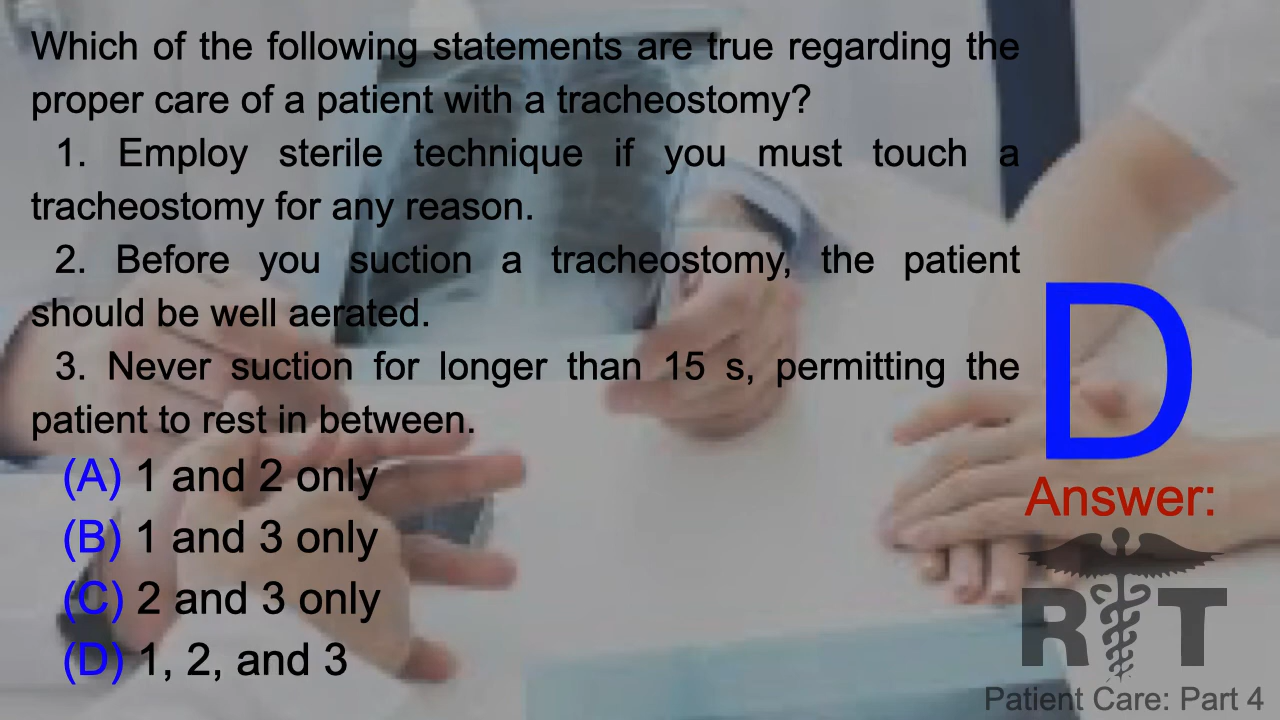 Which of the following statements are true regarding the
proper care of a patient with a tracheostomy?
1. Employ sterile technique if you must touch a
tracheostomy for any reason.
2. Before you suction a tracheostomy, the patient
should be well aerated.
3. Never suction for longer than 15 s, permitting the
patient to rest in between.
(A) 1 and 2 only
(B) 1 and 3 only
(C) 2 and 3 only
(D) 1, 2, and 3
D
Answer:
R T
Patient Care: Part 4